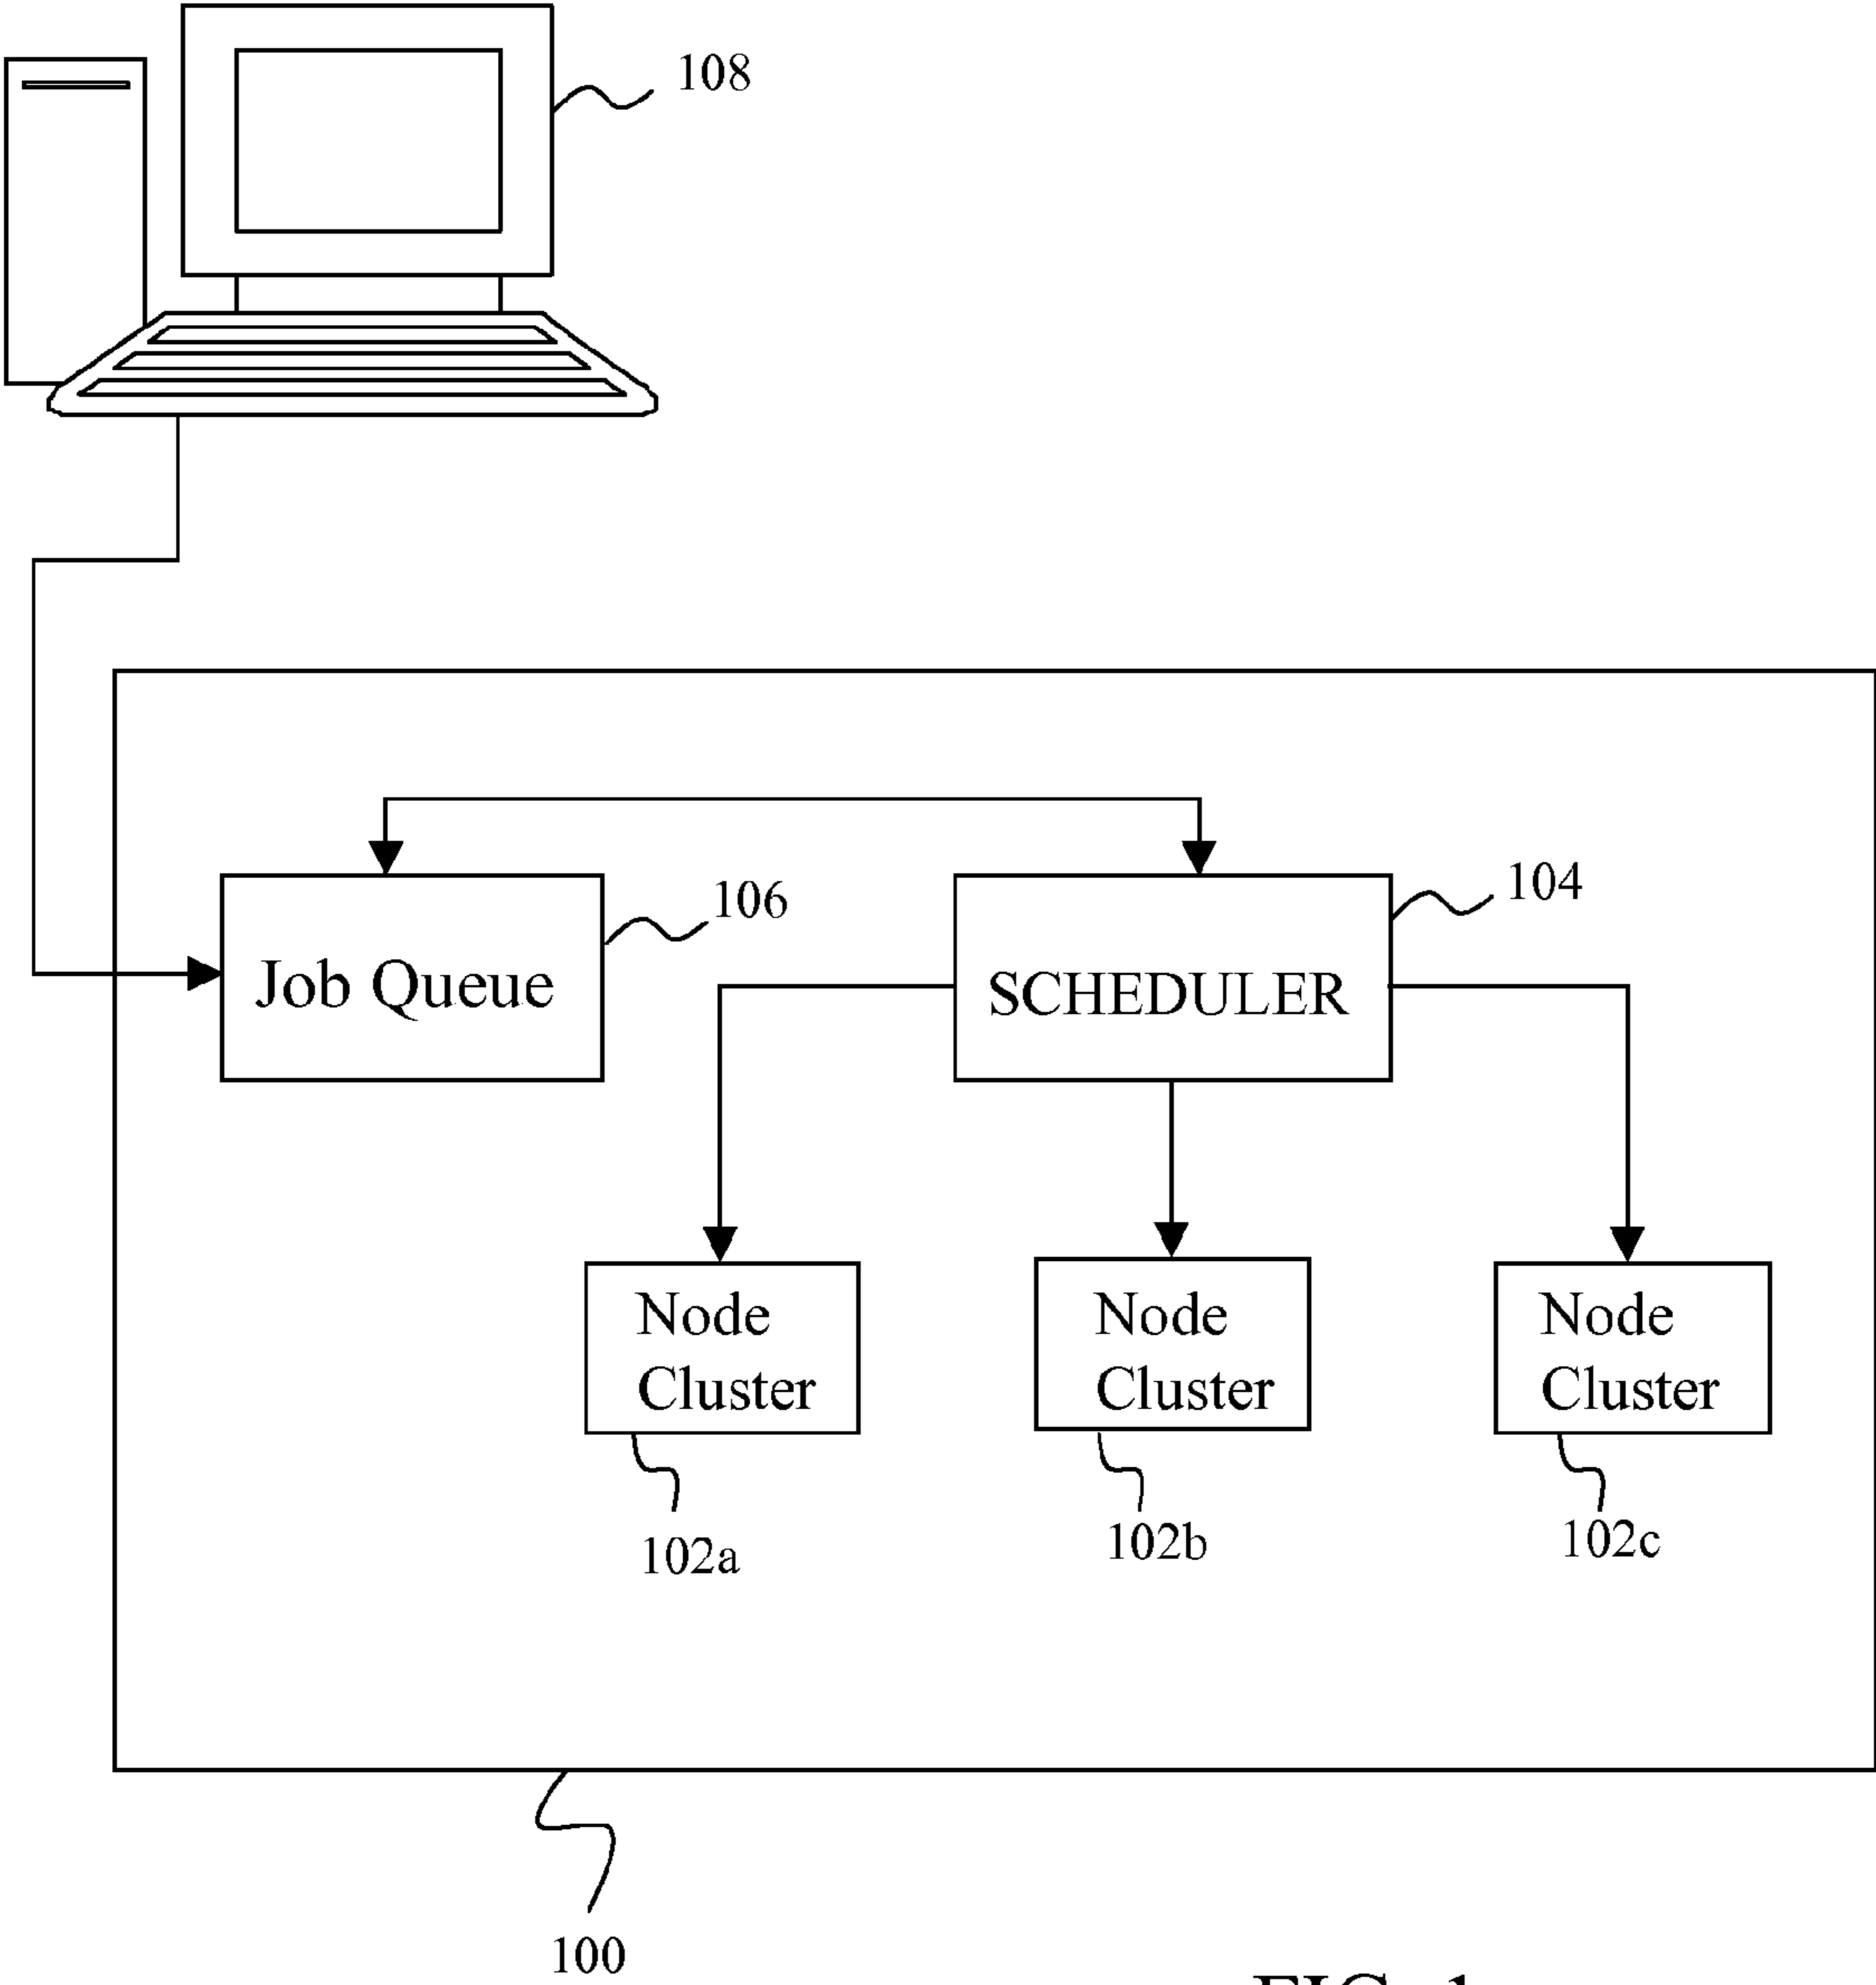 108
106
104
Job Queue
SCHEDULER
Node
Cluster
Node
Cluster
Node
Cluster
102a
102b
102c
100